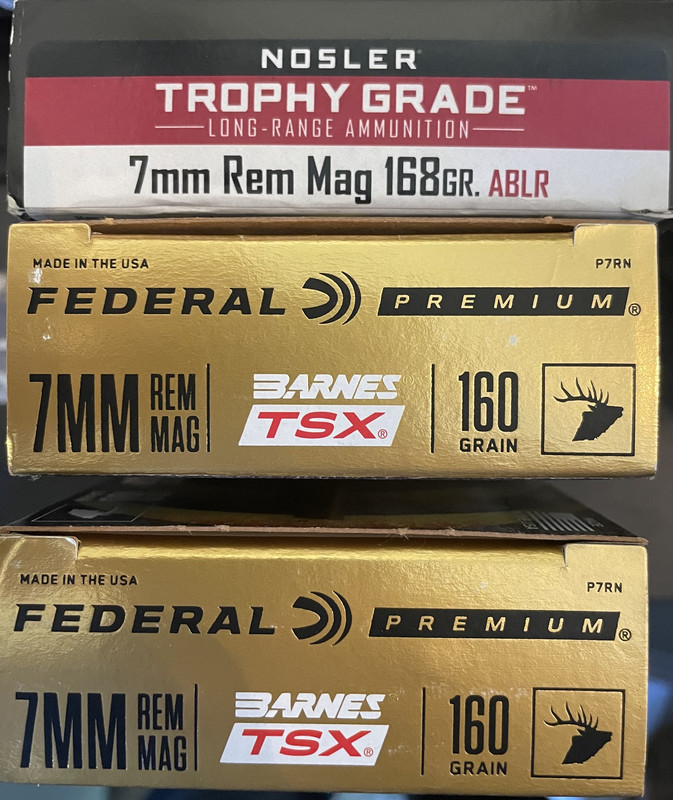 NOSLER
TROPHY GRADE™
LONG-RANGE AMMUNITION
7mm Rem Mag 168GR. ABLR
MADE IN THE USA P7RN
FEDERAL PREMIUM®
7MM REM MAG BARNES TSX® 160 GRAIN
MADE IN THE USA P7RN
FEDERAL PREMIUM®
7MM REM MAG BARNES TSX® 160 GRAIN